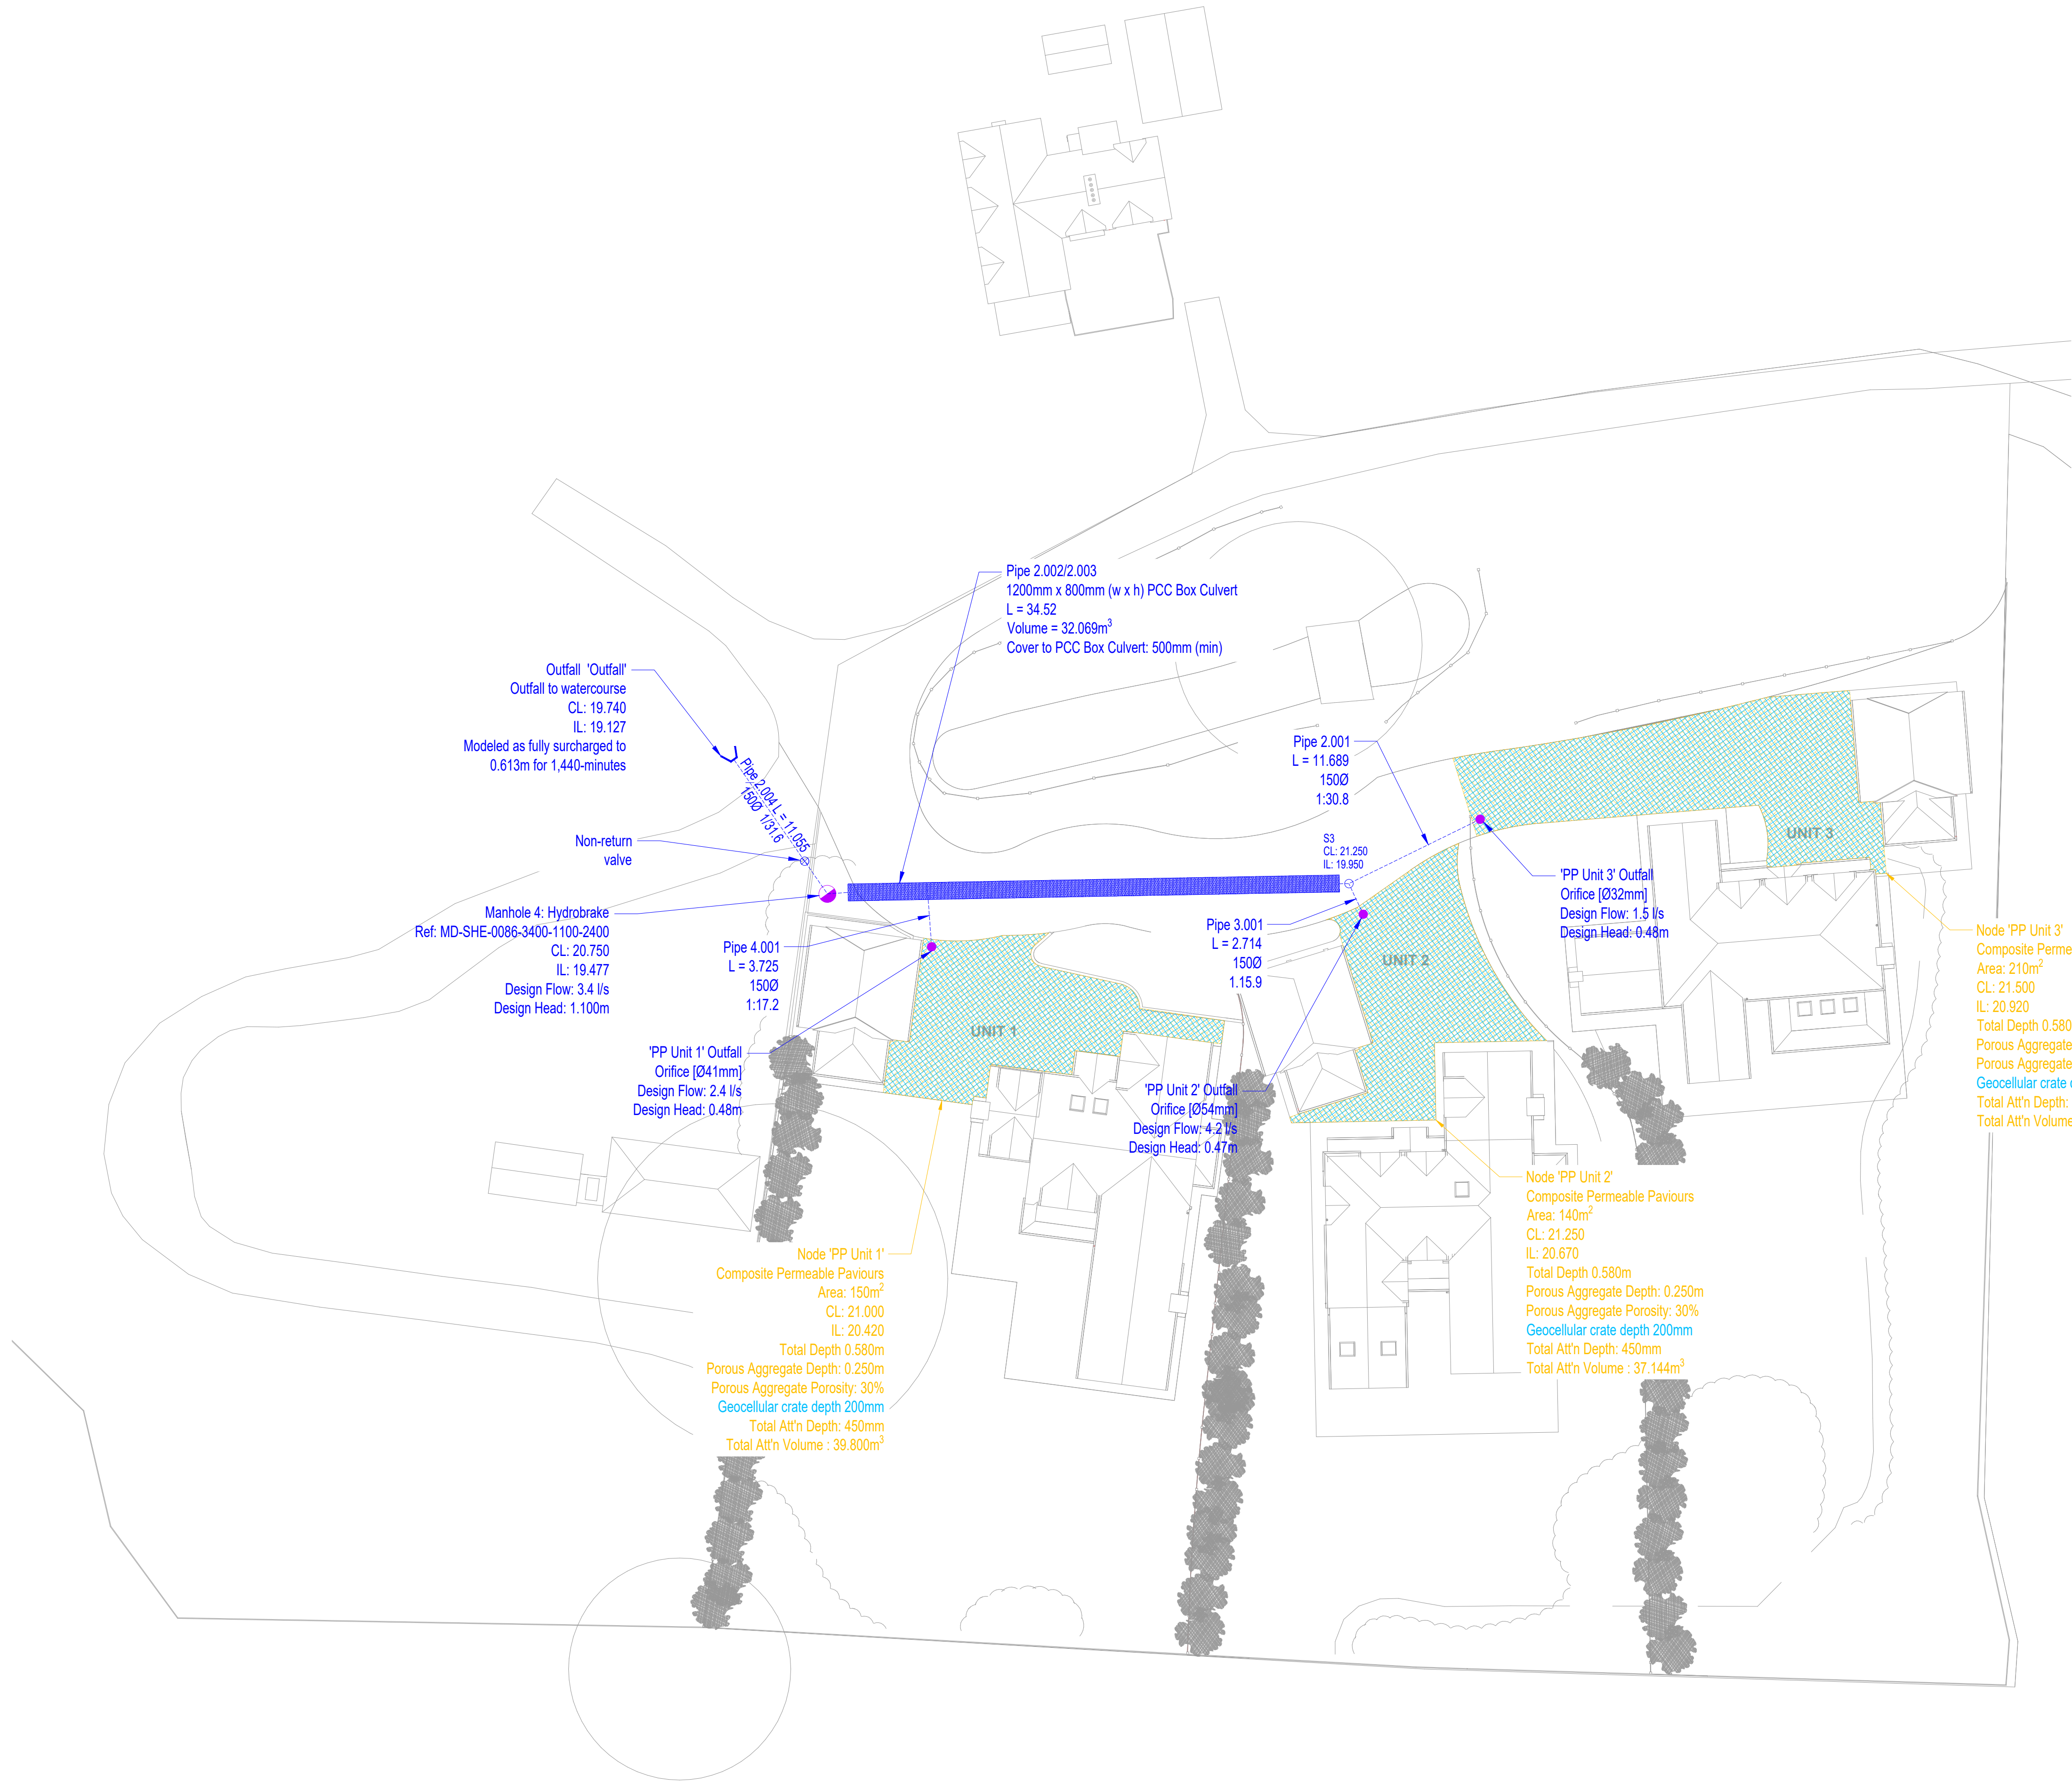 Pipe 2.002/2.003
1200mm x 800mm (w x h) PCC Box Culvert
L = 34.52
Volume = 32.069m³
Cover to PCC Box Culvert: 500mm (min)
Outfall 'Outfall'
Outfall to watercourse
CL: 19.740
IL: 19.127
Modeled as fully surcharged to
0.613m for 1,440-minutes
Pipe 2.004 L = 11.055
150Ø 1/31.6
Non-return
valve
Manhole 4: Hydrobrake
Ref: MD-SHE-0086-3400-1100-2400
CL: 20.750
IL: 19.477
Design Flow: 3.4 l/s
Design Head: 1.100m
Pipe 4.001
L = 3.725
150Ø
1:17.2
'PP Unit 1' Outfall
Orifice [Ø41mm]
Design Flow: 2.4 l/s
Design Head: 0.48m
UNIT 1
Pipe 2.001
L = 11.689
150Ø
1:30.8
S3
CL: 21.250
IL: 19.950
Pipe 3.001
L = 2.714
150Ø
1.15.9
'PP Unit 2' Outfall
Orifice [Ø54mm]
Design Flow: 4.2 l/s
Design Head: 0.47m
UNIT 2
UNIT 3
'PP Unit 3' Outfall
Orifice [Ø32mm]
Design Flow: 1.5 l/s
Design Head: 0.48m
Node 'PP Unit 3'
Composite Perme
Area: 210m²
CL: 21.500
IL: 20.920
Total Depth 0.580
Porous Aggregate
Porous Aggregate
Geocellular crate
Total Att'n Depth:
Total Att'n Volume
Node 'PP Unit 2'
Composite Permeable Paviours
Area: 140m²
CL: 21.250
IL: 20.670
Total Depth 0.580m
Porous Aggregate Depth: 0.250m
Porous Aggregate Porosity: 30%
Geocellular crate depth 200mm
Total Att'n Depth: 450mm
Total Att'n Volume : 37.144m³
Node 'PP Unit 1'
Composite Permeable Paviours
Area: 150m²
CL: 21.000
IL: 20.420
Total Depth 0.580m
Porous Aggregate Depth: 0.250m
Porous Aggregate Porosity: 30%
Geocellular crate depth 200mm
Total Att'n Depth: 450mm
Total Att'n Volume : 39.800m³